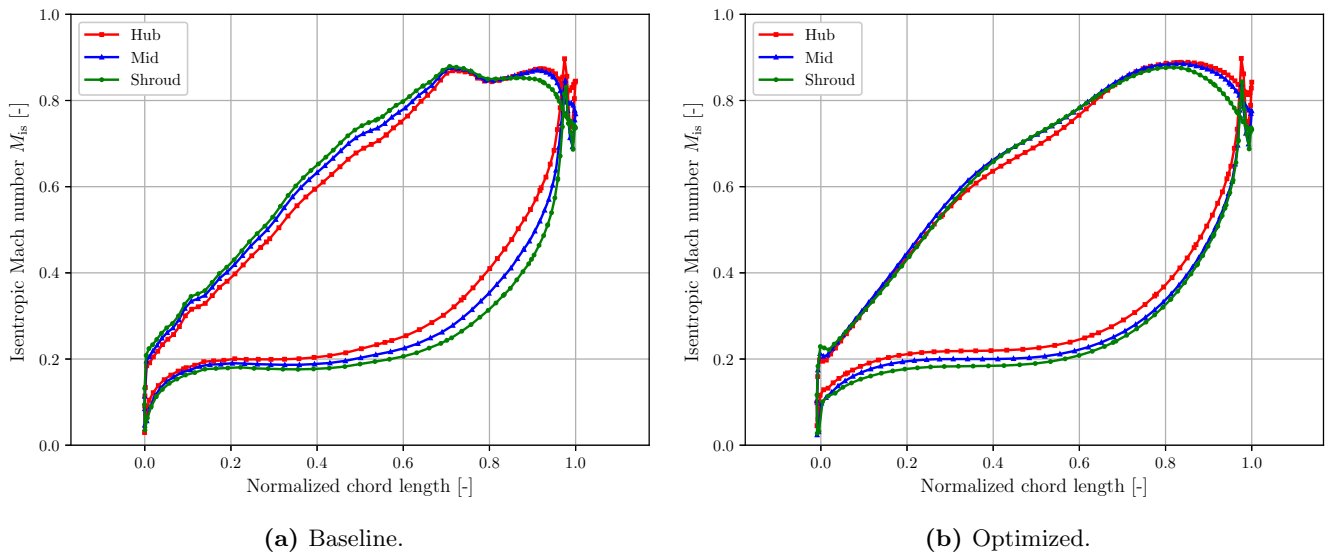 1.0
0.8
0.6
0.4
0.2
0.0
Isentropic Mach number M_is [-]
Hub
Mid
Shroud
0.0 0.2 0.4 0.6 0.8 1.0
Normalized chord length [-]
(a) Baseline.
1.0
0.8
0.6
0.4
0.2
0.0
Isentropic Mach number M_is [-]
Hub
Mid
Shroud
0.0 0.2 0.4 0.6 0.8 1.0
Normalized chord length [-]
(b) Optimized.